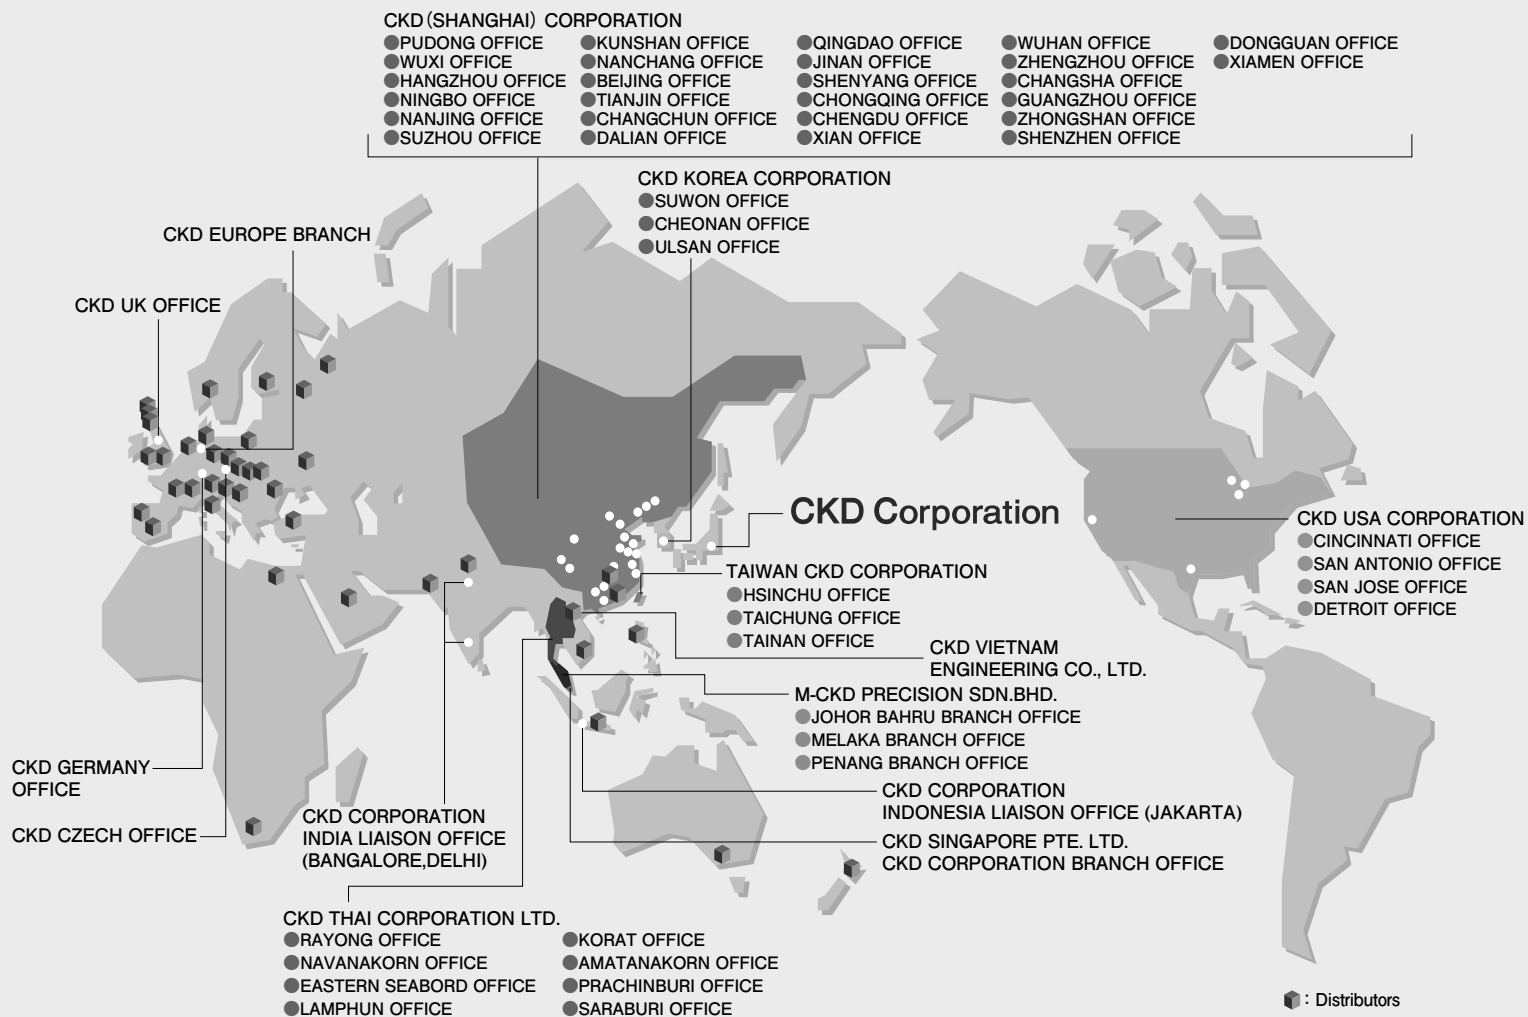 CKD(SHANGHAI) CORPORATION
●PUDONG OFFICE
●WUXI OFFICE
●HANGZHOU OFFICE
●NINGBO OFFICE
●NANJING OFFICE
●SUZHOU OFFICE
●KUNSHAN OFFICE
●NANCHANG OFFICE
●BEIJING OFFICE
●TIANJIN OFFICE
●CHANGCHUN OFFICE
●DALIAN OFFICE
●QINGDAO OFFICE
●JINAN OFFICE
●SHENYANG OFFICE
●CHONGQING OFFICE
●CHENGDU OFFICE
●XIAN OFFICE
●WUHAN OFFICE
●ZHENGZHOU OFFICE
●CHANGSHA OFFICE
●GUANGZHOU OFFICE
●ZHONGSHAN OFFICE
●SHENZHEN OFFICE
●DONGGUAN OFFICE
●XIAMEN OFFICE
CKD KOREA CORPORATION
●SUWON OFFICE
●CHEONAN OFFICE
●ULSAN OFFICE
CKD EUROPE BRANCH
CKD UK OFFICE
CKD Corporation
CKD USA CORPORATION
●CINCINNATI OFFICE
●SAN ANTONIO OFFICE
●SAN JOSE OFFICE
●DETROIT OFFICE
TAIWAN CKD CORPORATION
●HSINCHU OFFICE
●TAICHUNG OFFICE
●TAINAN OFFICE
CKD VIETNAM
ENGINEERING CO., LTD.
M-CKD PRECISION SDN.BHD.
●JOHOR BAHRU BRANCH OFFICE
●MELAKA BRANCH OFFICE
●PENANG BRANCH OFFICE
CKD GERMANY
OFFICE
CKD CZECH OFFICE
CKD CORPORATION
INDIA LIAISON OFFICE
(BANGALORE,DELHI)
CKD CORPORATION
INDONESIA LIAISON OFFICE (JAKARTA)
CKD SINGAPORE PTE. LTD.
CKD CORPORATION BRANCH OFFICE
CKD THAI CORPORATION LTD.
●RAYONG OFFICE
●NAVANAKORN OFFICE
●EASTERN SEABORD OFFICE
●LAMPHUN OFFICE
●KORAT OFFICE
●AMATANAKORN OFFICE
●PRACHINBURI OFFICE
●SARABURI OFFICE
: Distributors